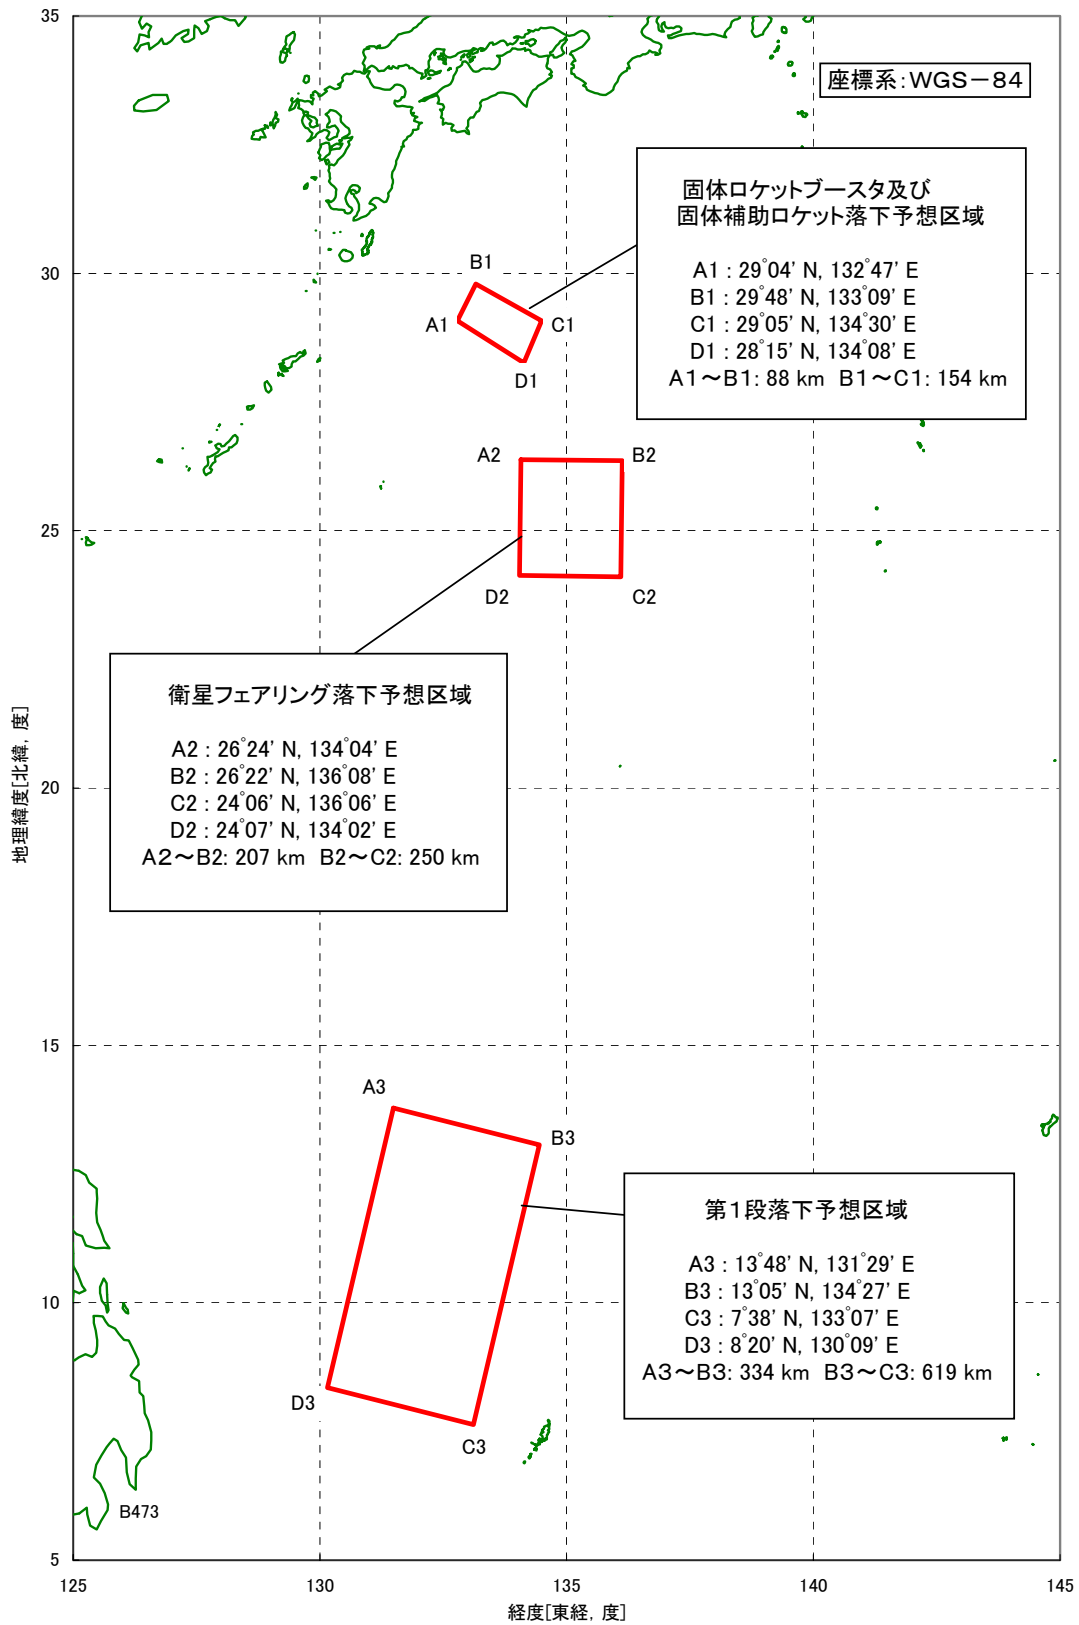 35
座標系:WGS-84
固体ロケットブースタ及び
固体補助ロケット落下予想区域
A1 : 29°04' N, 132°47' E
B1 : 29°48' N, 133°09' E
C1 : 29°05' N, 134°30' E
D1 : 28°15' N, 134°08' E
A1～B1: 88 km B1～C1: 154 km
30
B1
A1
C1
D1
A2
B2
25
D2
C2
衛星フェアリング落下予想区域
A2 : 26°24' N, 134°04' E
B2 : 26°22' N, 136°08' E
C2 : 24°06' N, 136°06' E
D2 : 24°07' N, 134°02' E
A2～B2: 207 km B2～C2: 250 km
地理緯度[北緯, 度]
20
15
A3
B3
第1段落下予想区域
A3 : 13°48' N, 131°29' E
B3 : 13°05' N, 134°27' E
C3 : 7°38' N, 133°07' E
D3 : 8°20' N, 130°09' E
A3～B3: 334 km B3～C3: 619 km
10
D3
C3
B473
5
125
130
135
140
145
経度[東経, 度]